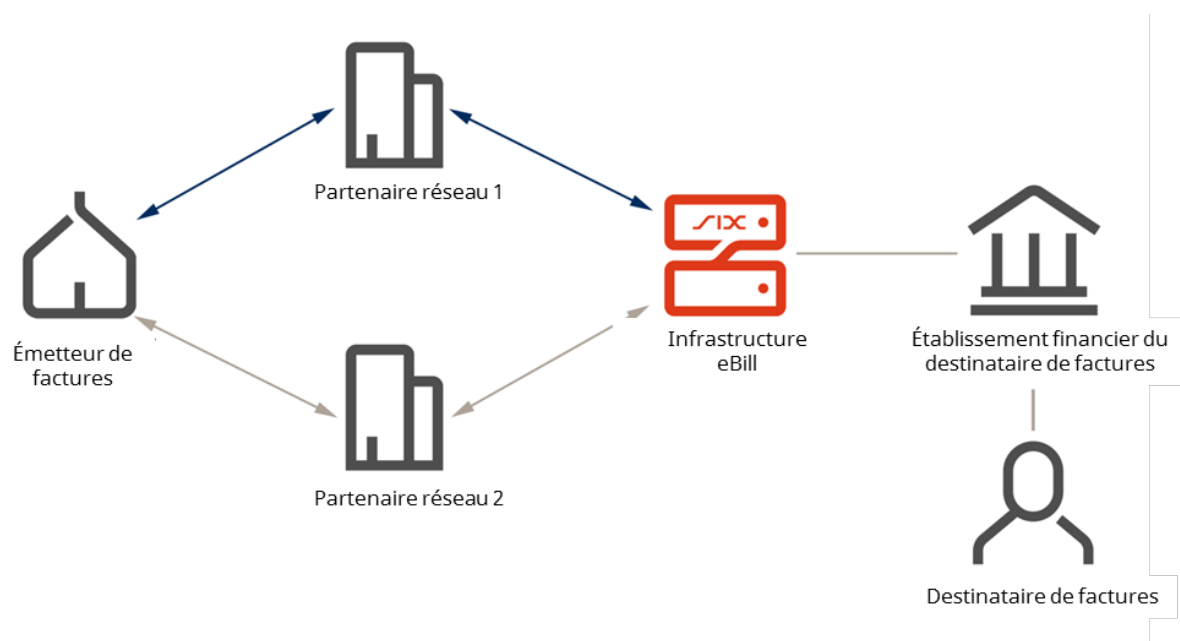 Partenaire réseau 1
SIX
Émetteur de
factures
Infrastructure
eBill
Établissement financier du
destinataire de factures
Partenaire réseau 2
Destinataire de factures